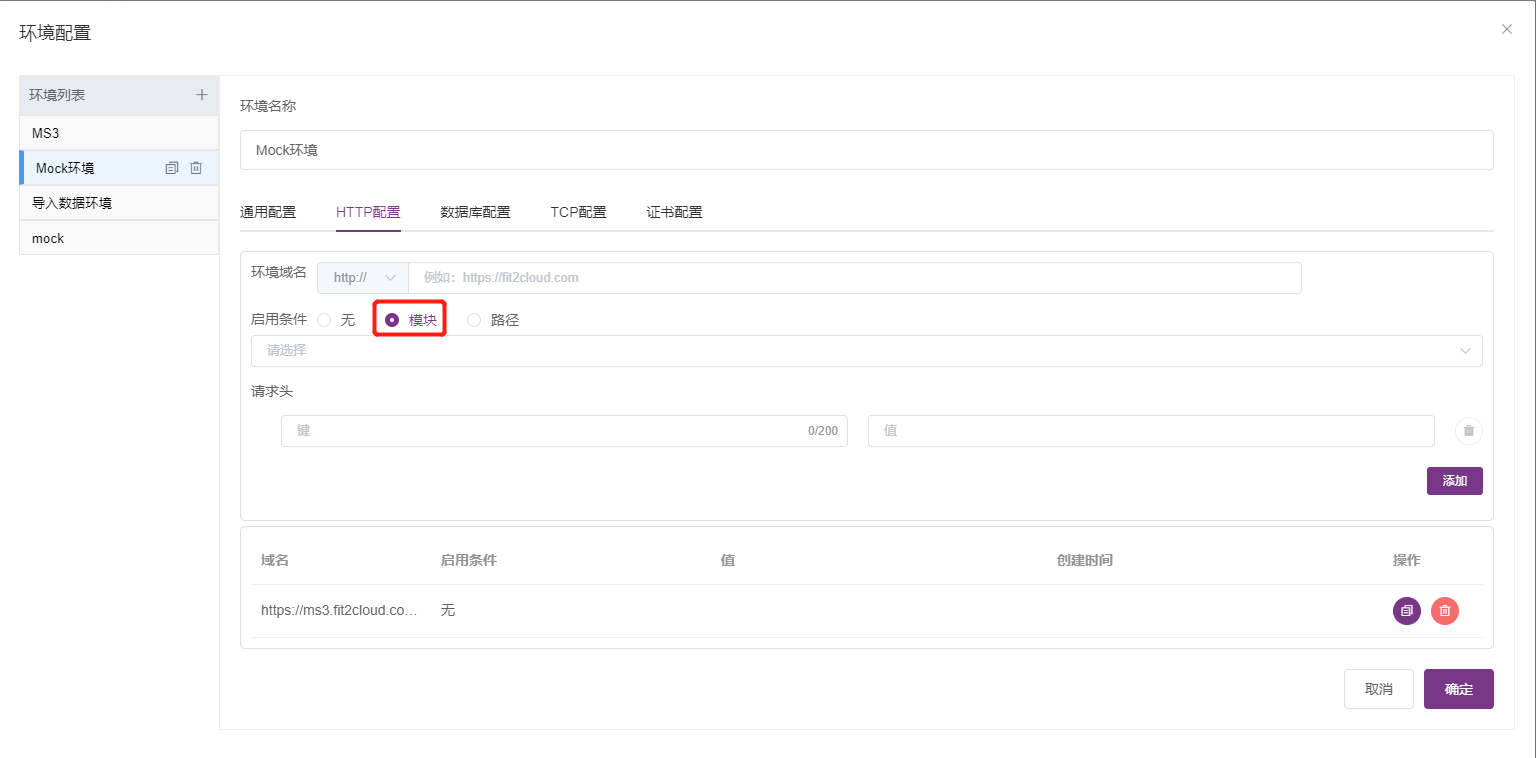 环境配置
环境列表
MS3
Mock环境
导入数据环境
mock
环境名称
Mock环境
通用配置 HTTP配置 数据库配置 TCP配置 证书配置
环境域名 http:// 例如：https://fit2cloud.com
启用条件 无 模块 路径
请选择
请求头
键 0/200 值
添加
域名 启用条件 值 创建时间 操作
https://ms3.fit2cloud.co... 无
取消 确定